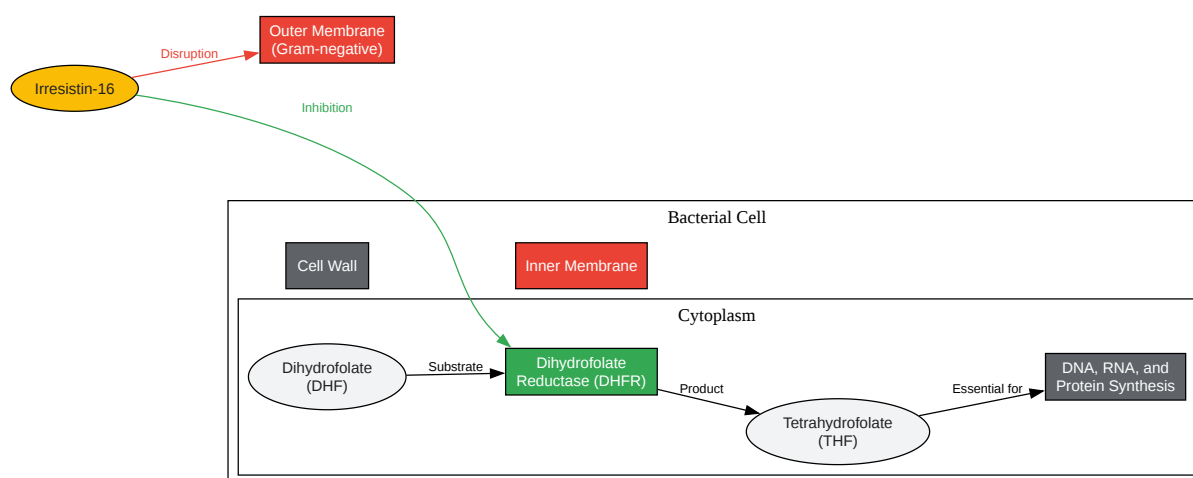 Outer Membrane
(Gram-negative)
Disruption
Irresistin-16
Inhibition
Bacterial Cell
Cell Wall
Inner Membrane
Cytoplasm
Dihydrofolate
(DHF)
Substrate
Dihydrofolate
Reductase (DHFR)
Product
Tetrahydrofolate
(THF)
Essential for
DNA, RNA, and
Protein Synthesis